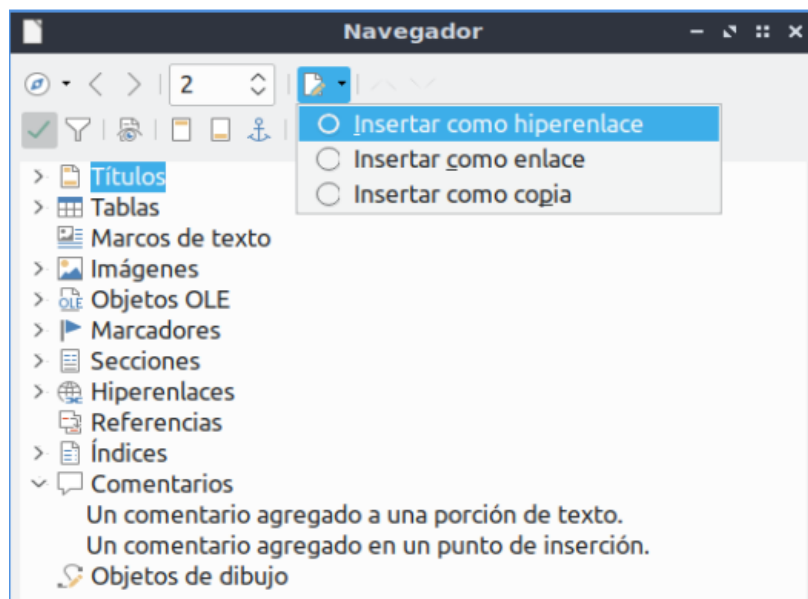 Navegador
2
Insertar como hiperenlace
Insertar como enlace
Insertar como copia
Títulos
Tablas
Marcos de texto
Imágenes
OLE Objetos OLE
Marcadores
Secciones
Hiperenlaces
Referencias
Índices
Comentarios
Un comentario agregado a una porción de texto.
Un comentario agregado en un punto de inserción.
Objetos de dibujo